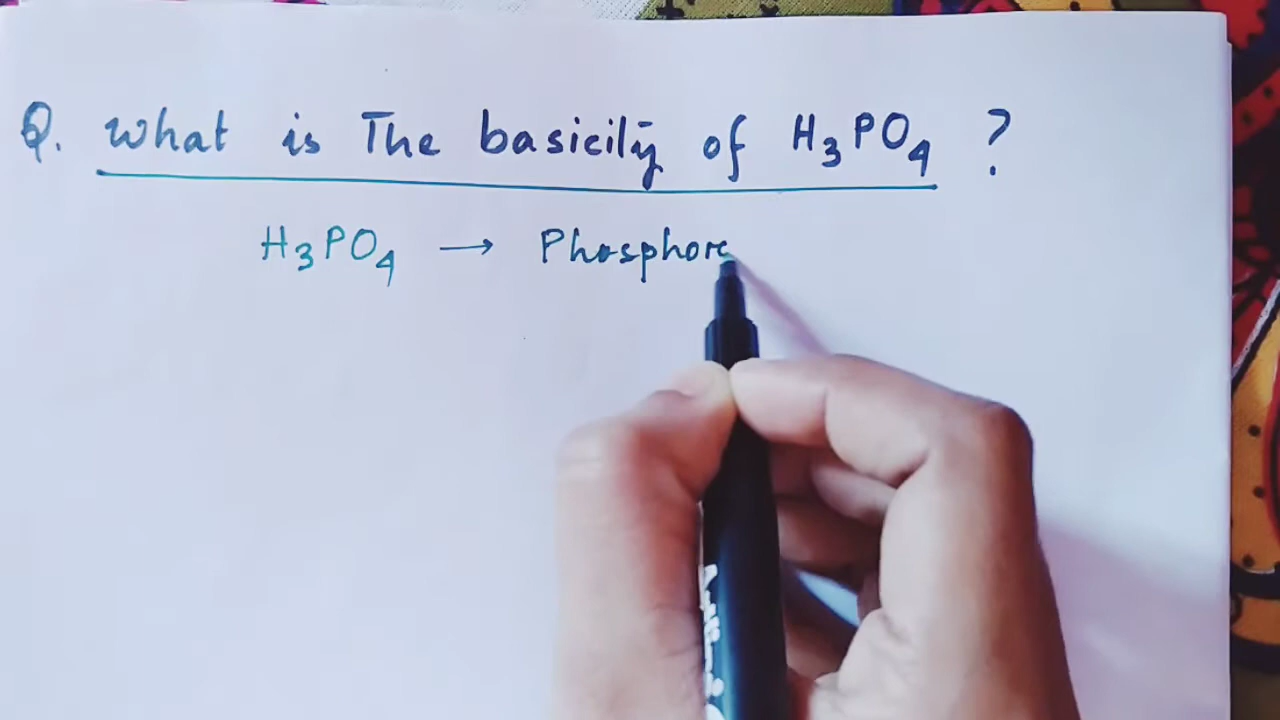 Q. What is The basicity of H₃PO₄ ?
H₃PO₄ → Phosphor